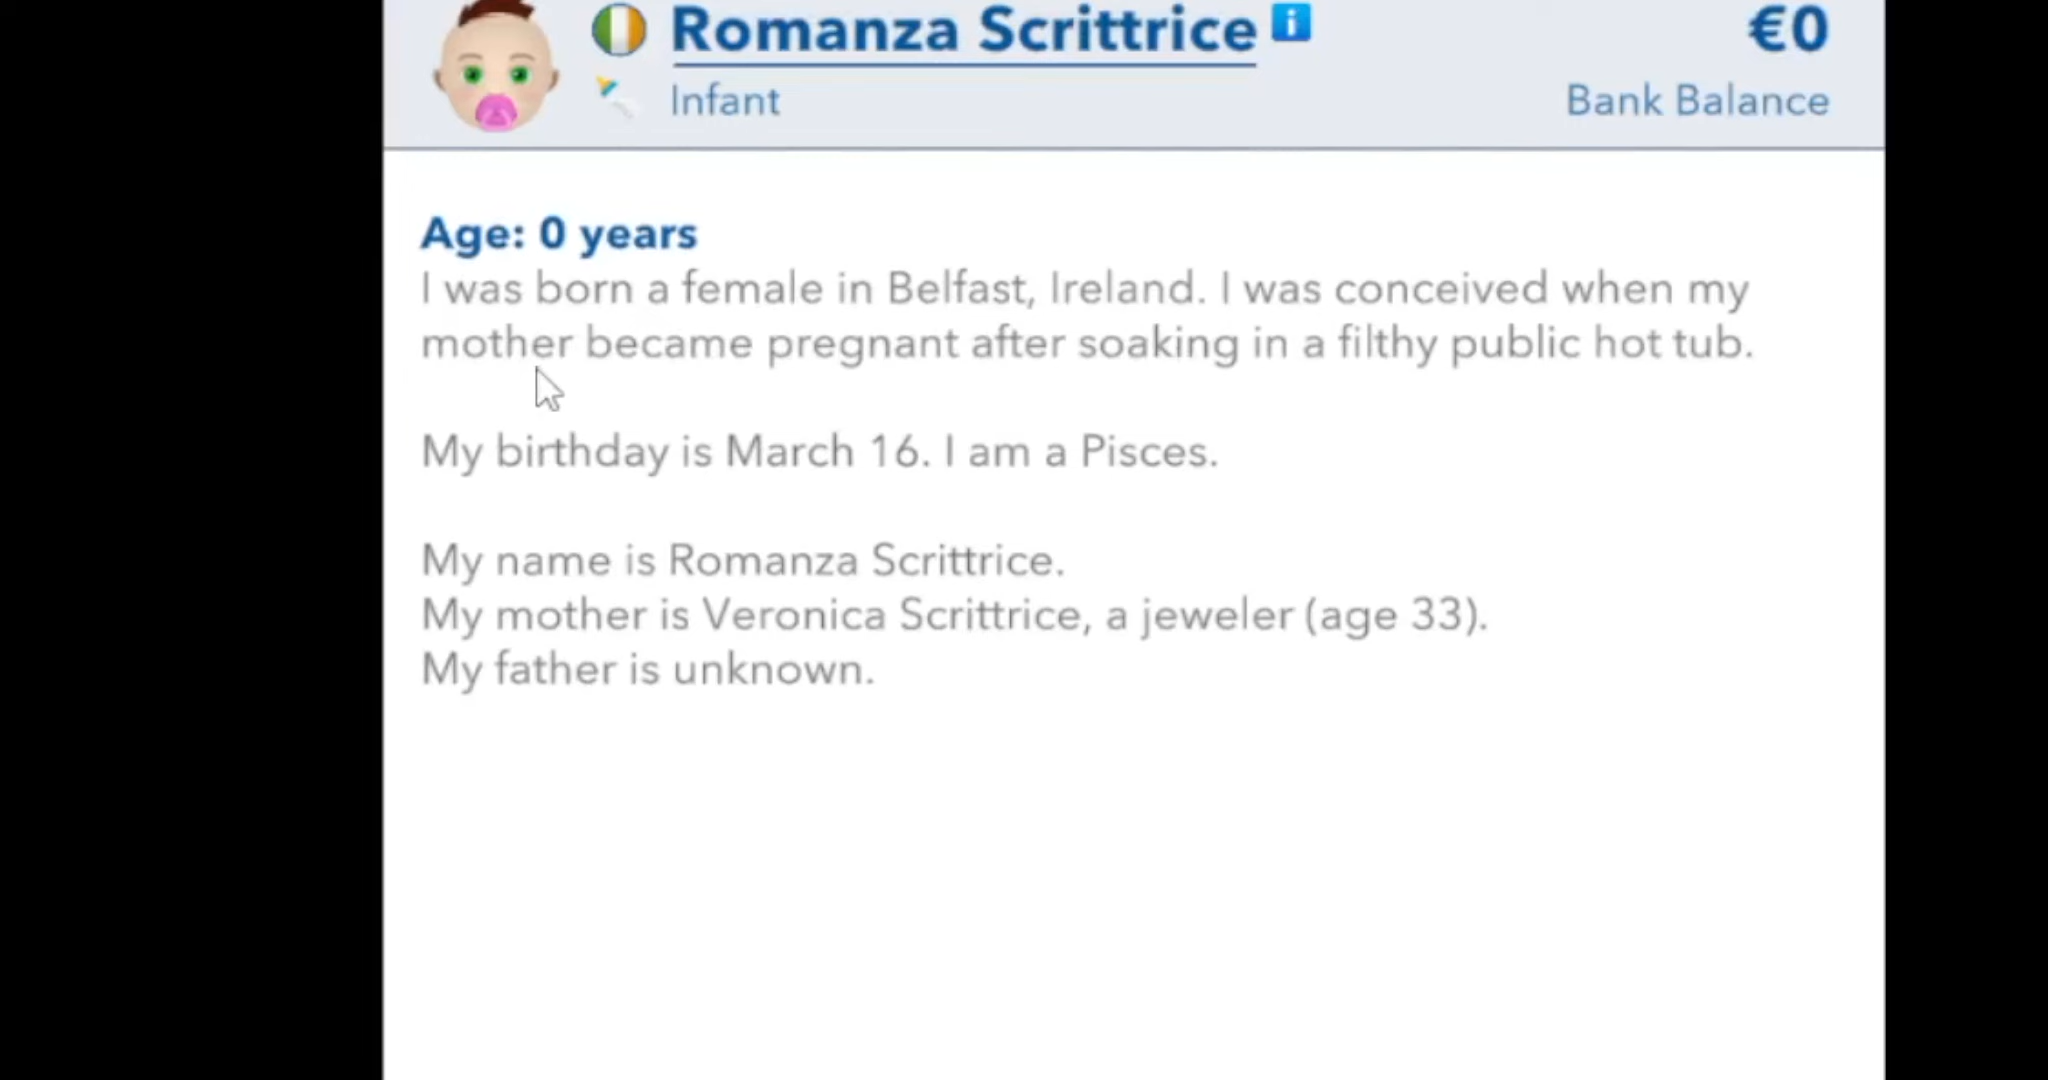 Romanza Scrittrice i
€0
Infant
Bank Balance
Age: 0 years
I was born a female in Belfast, Ireland. I was conceived when my
mother became pregnant after soaking in a filthy public hot tub.
My birthday is March 16. I am a Pisces.
My name is Romanza Scrittrice.
My mother is Veronica Scrittrice, a jeweler (age 33).
My father is unknown.